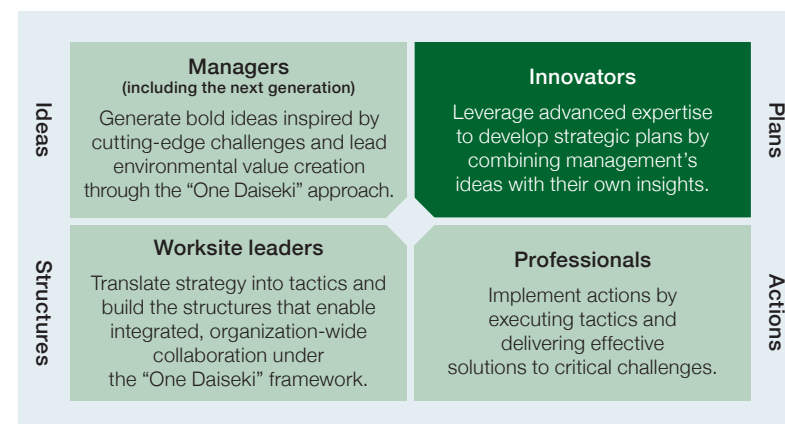 Ideas
Managers
(including the next generation)
Generate bold ideas inspired by
cutting-edge challenges and lead
environmental value creation
through the “One Daiseki” approach.
Innovators
Leverage advanced expertise
to develop strategic plans by
combining management’s
ideas with their own insights.
Plans
Structures
Worksite leaders
Translate strategy into tactics and
build the structures that enable
integrated, organization-wide
collaboration under
the “One Daiseki” framework.
Professionals
Implement actions by
executing tactics and
delivering effective
solutions to critical challenges.
Actions